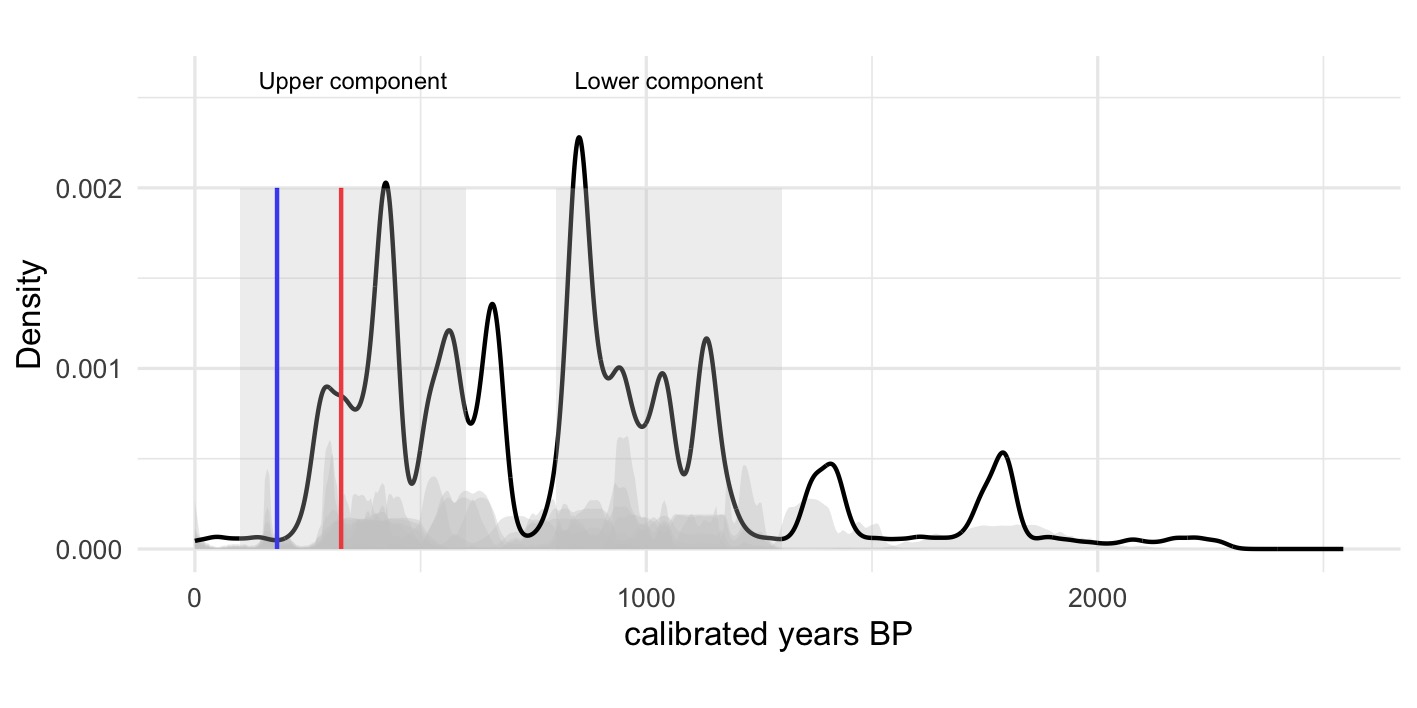 Upper component
Lower component
0.002
0.001
0.000
Density
0
1000
2000
calibrated years BP